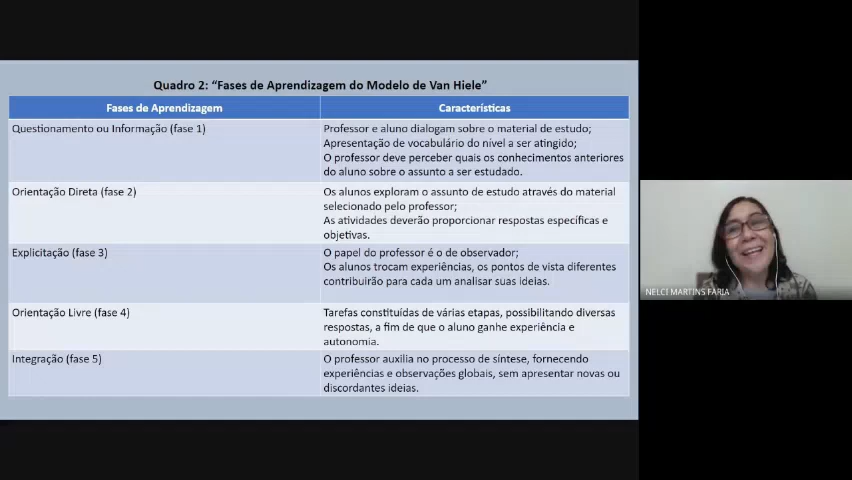 Quadro 2: “Fases de Aprendizagem do Modelo de Van Hiele”
Fases de Aprendizagem
Características
Questionamento ou Informação (fase 1)
Professor e aluno dialogam sobre o material de estudo;
Apresentação de vocabulário do nível a ser atingido;
O professor deve perceber quais os conhecimentos anteriores
do aluno sobre o assunto a ser estudado.
Orientação Direta (fase 2)
Os alunos exploram o assunto de estudo através do material
selecionado pelo professor;
As atividades deverão proporcionar respostas específicas e
objetivas.
Explicitação (fase 3)
O papel do professor é o de observador;
Os alunos trocam experiências, os pontos de vista diferentes
contribuirão para cada um analisar suas ideias.
Orientação Livre (fase 4)
Tarefas constituídas de várias etapas, possibilitando diversas
respostas, a fim de que o aluno ganhe experiência e
autonomia.
Integração (fase 5)
O professor auxilia no processo de síntese, fornecendo
experiências e observações globais, sem apresentar novas ou
discordantes ideias.
NELCI MARTINS FARIA